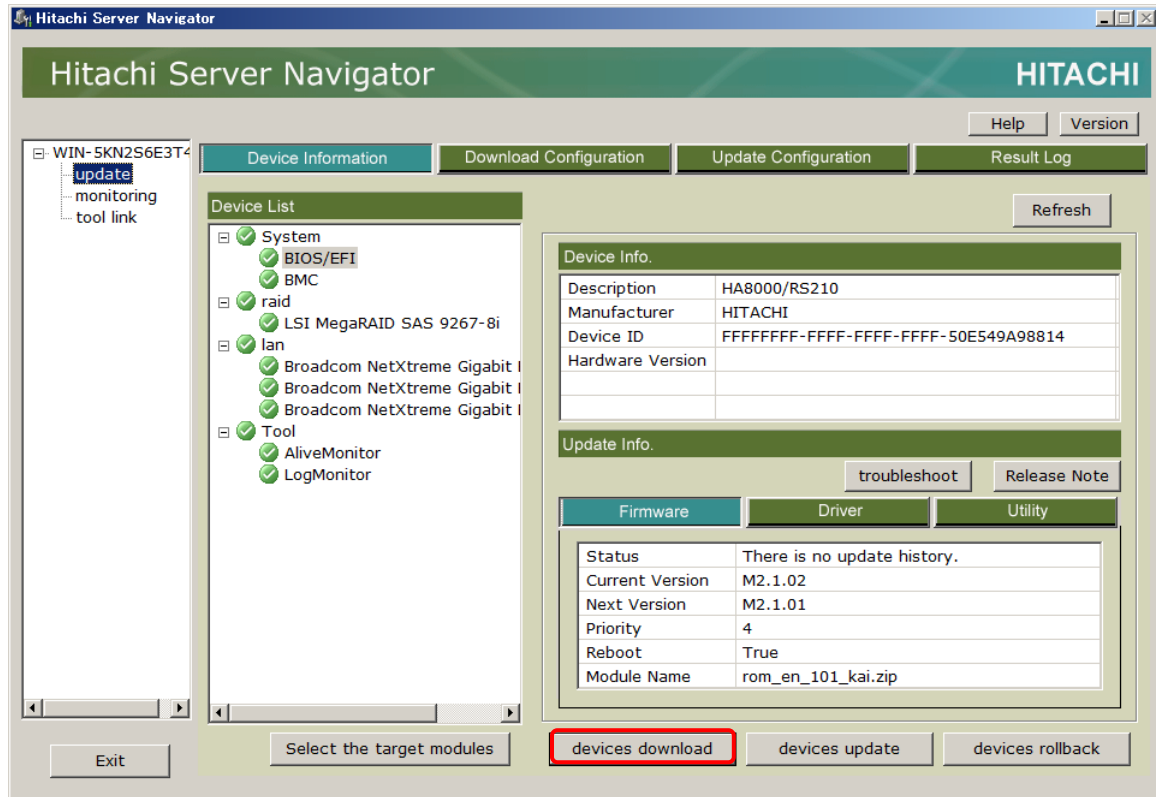 Hitachi Server Navigator
Hitachi Server Navigator
HITACHI
Help
Version
WIN-5KN2S6E3T4
update
monitoring
tool link
Device Information
Download Configuration
Update Configuration
Result Log
Device List
Refresh
System
BIOS/EFI
BMC
raid
LSI MegaRAID SAS 9267-8i
lan
Broadcom NetXtreme Gigabit
Broadcom NetXtreme Gigabit
Broadcom NetXtreme Gigabit
Tool
AliveMonitor
LogMonitor
Device Info.
Description HA8000/RS210
Manufacturer HITACHI
Device ID FFFFFFFF-FFFF-FFFF-FFFF-50E549A98814
Hardware Version
Update Info.
troubleshoot
Release Note
Firmware
Driver
Utility
Status There is no update history.
Current Version M2.1.02
Next Version M2.1.01
Priority 4
Reboot True
Module Name rom_en_101_kai.zip
Exit
Select the target modules
devices download
devices update
devices rollback